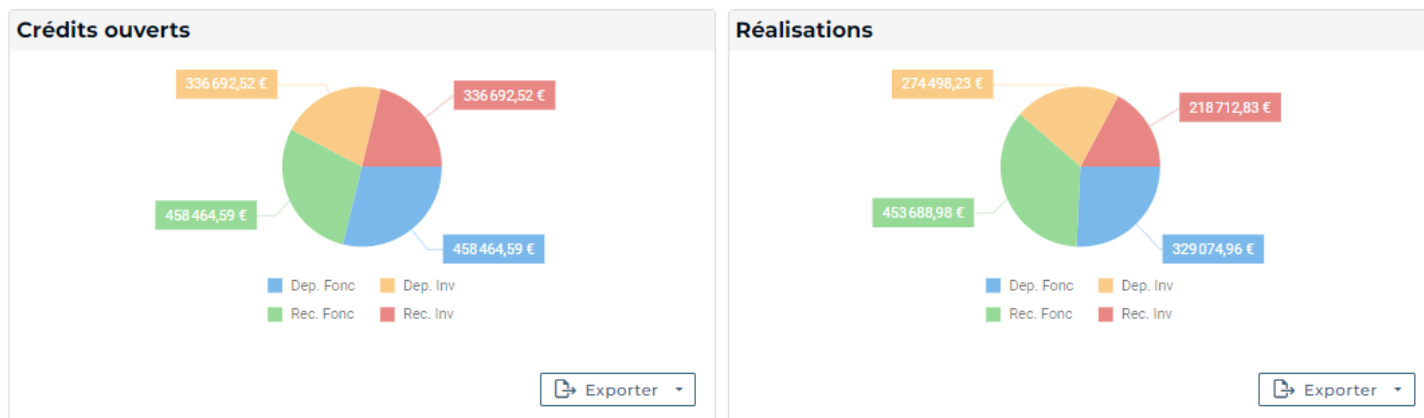 Crédits ouverts
336 692,52 €
336 692,52 €
458 464,59 €
458 464,59 €
Dep. Fonc
Dep. Inv
Rec. Fonc
Rec. Inv
Exporter
Réalisations
274 498,23 €
218 712,83 €
453 688,98 €
329 074,96 €
Dep. Fonc
Dep. Inv
Rec. Fonc
Rec. Inv
Exporter